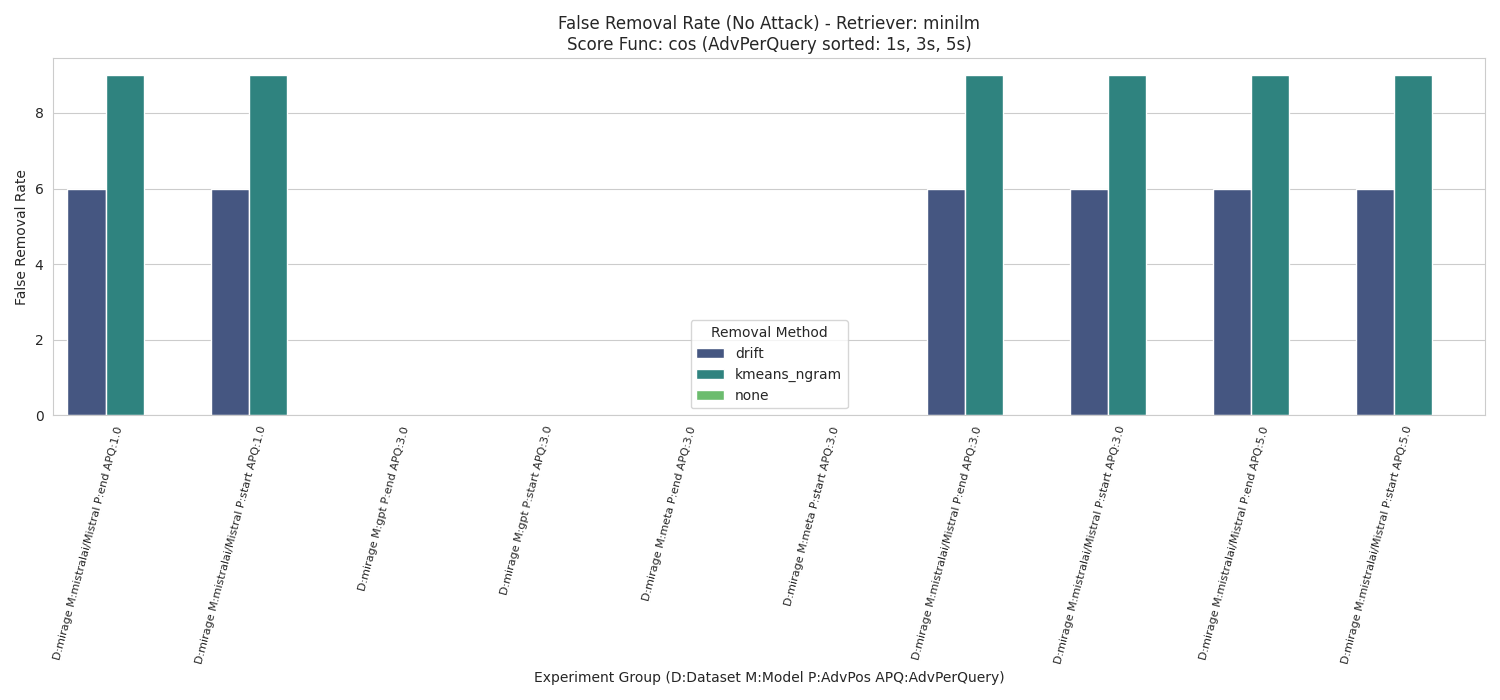 False Removal Rate (No Attack) - Retriever: minilm
Score Func: cos (AdvPerQuery sorted: 1s, 3s, 5s)
False Removal Rate
8
6
4
2
0
Removal Method
drift
kmeans_ngram
none
D:mirage M:mistralai/Mistral P:end APQ:1.0
D:mirage M:mistralai/Mistral P:start APQ:1.0
D:mirage M:gpt P:end APQ:3.0
D:mirage M:gpt P:start APQ:3.0
D:mirage M:meta P:end APQ:3.0
D:mirage M:meta P:start APQ:3.0
D:mirage M:mistralai/Mistral P:end APQ:3.0
D:mirage M:mistralai/Mistral P:start APQ:3.0
D:mirage M:mistralai/Mistral P:end APQ:5.0
D:mirage M:mistralai/Mistral P:start APQ:5.0
Experiment Group (D:Dataset M:Model P:AdvPos APQ:AdvPerQuery)